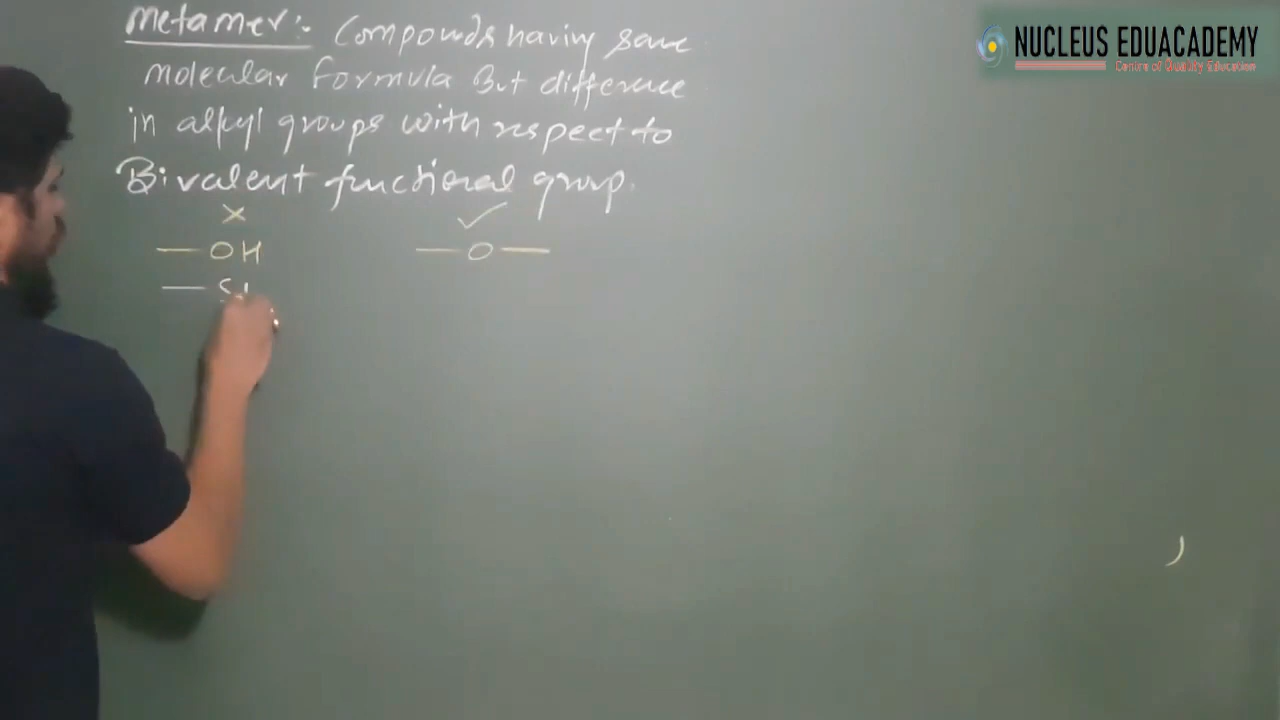 Metamer:- Compounds having same
Molecular formula But difference
in alkyl groups with respect to
Bivalent functional group.
× ✓
—OH —O—
—S
NUCLEUS EDUACADEMY
Centre of Quality Education